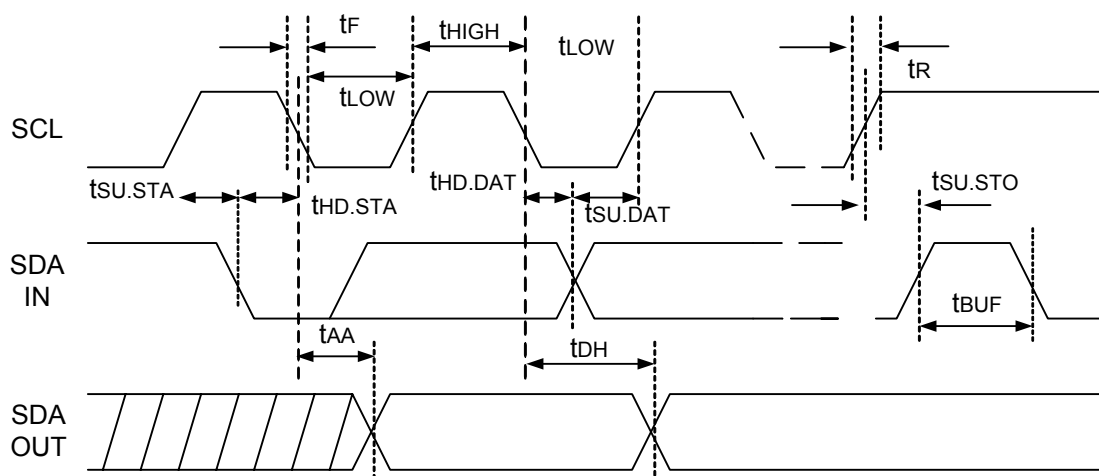 tF
tHIGH
tLOW
tR
tLOW
SCL
tSU.STA
tHD.STA
tHD.DAT
tSU.DAT
tSU.STO
SDA
IN
tBUF
tAA
tDH
SDA
OUT